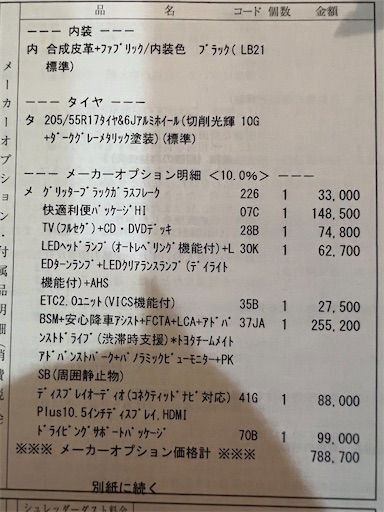 品 名 コード 個数 金額
--- 内装 ---
内 合成皮革+ﾌｧﾌﾞﾘｯｸ/内装色 ﾌﾞﾗｯｸ( LB21
標準)
--- タイヤ ---
タ 205/55R17ﾀｲﾔ&6Jｱﾙﾐﾎｲｰﾙ(切削光輝 10G
+ﾀﾞｰｸｸﾞﾚｰﾒﾀﾘｯｸ塗装)(標準)
--- メーカーオプション明細 <10.0%> ---
メ ｸﾞﾘｯﾀｰﾌﾞﾗｯｸｶﾞﾗｽﾌﾚｰｸ 226 1 33,000
快適利便ﾊﾟｯｹｰｼﾞHI 07C 1 148,500
TV(ﾌﾙｾｸﾞ)+CD・DVDﾃﾞｯｷ 28B 1 74,800
LEDﾍｯﾄﾞﾗﾝﾌﾟ(ｵｰﾄﾚﾍﾞﾘﾝｸﾞ機能付)+L 30K 1 62,700
EDﾀｰﾝﾗﾝﾌﾟ+LEDｸﾘｱﾗﾝｽﾗﾝﾌﾟ(ﾃﾞｲﾗｲﾄ
機能付)+AHS
ETC2.0ﾕﾆｯﾄ(VICS機能付) 35B 1 27,500
BSM+安心降車ｱｼｽﾄ+FCTA+LCA+ｱﾄﾞﾊﾞ 37JA 1 255,200
ﾝｽﾄﾄﾞﾗｲﾌﾞ(渋滞時支援)*ﾄﾖﾀﾁｰﾑﾒｲﾄ
ｱﾄﾞﾊﾞﾝｽﾄﾊﾟｰｸ+ﾊﾟﾉﾗﾐｯｸﾋﾞｭｰﾓﾆﾀｰ+PK
SB(周囲静止物)
ﾃﾞｨｽﾌﾟﾚｲｵｰﾃﾞｨｵ(ｺﾈｸﾃｨｯﾄﾞﾅﾋﾞ対応) 41G 1 88,000
Plus10.5ｲﾝﾁﾃﾞｨｽﾌﾟﾚｲ,HDMI
ﾄﾞﾗｲﾋﾞﾝｸﾞｻﾎﾟｰﾄﾊﾟｯｹｰｼﾞ 70B 1 99,000
※※※ メーカーオプション価格計 ※※※ 788,700
別紙に続く
シュレッダーダスト料金
メーカーオプション・付属品明細(消費税